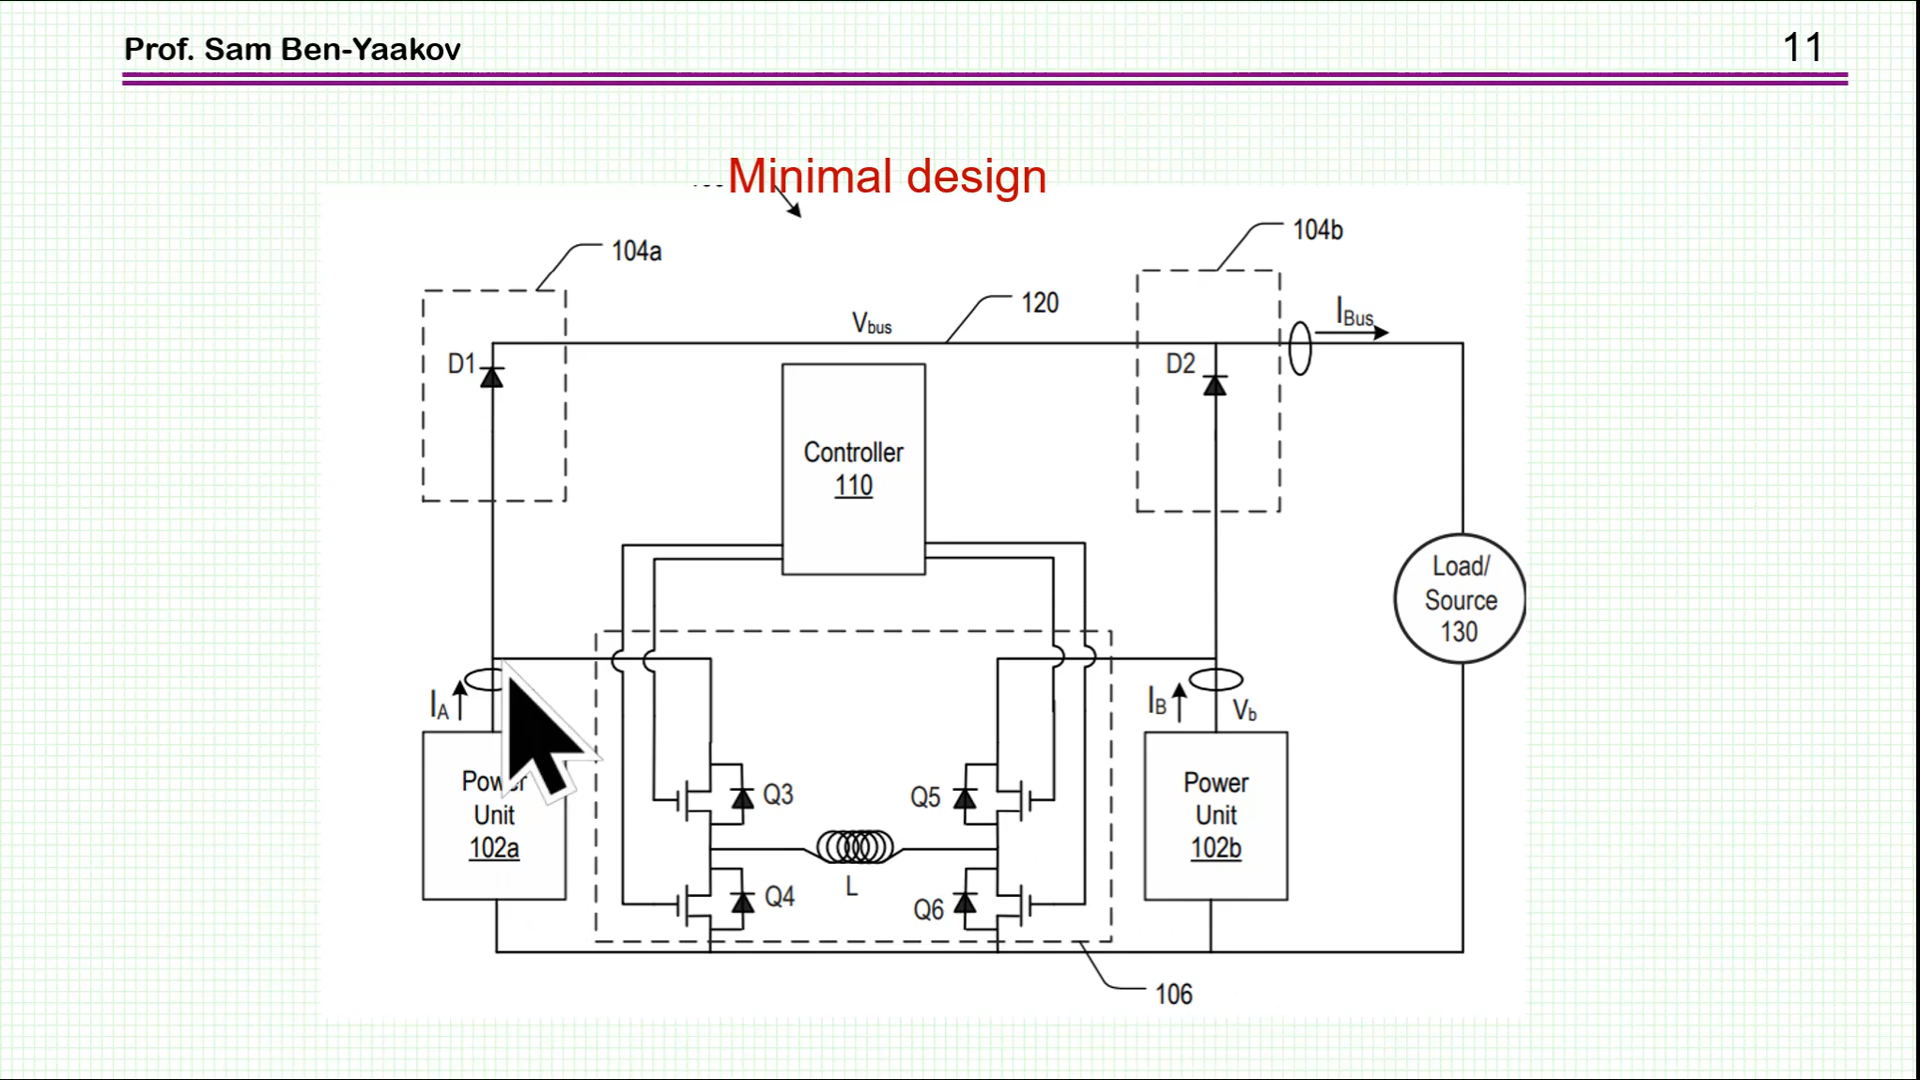 Prof. Sam Ben-Yaakov
11
Minimal design
104a
104b
120
Vbus
IBus
D1
D2
Controller
110
Load/
Source
130
IA
IB
Vb
Power
Unit
102a
Q3
Q5
Power
Unit
102b
L
Q4
Q6
106